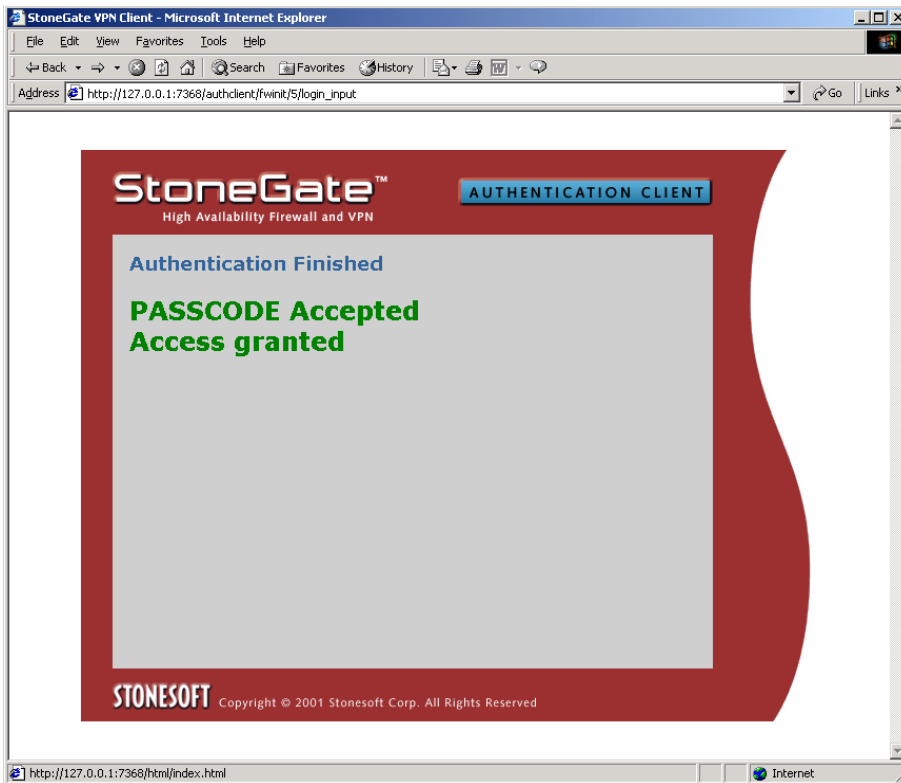 StoneGate VPN Client - Microsoft Internet Explorer
File Edit View Favorites Tools Help
Back Search Favorites History
Address http://127.0.0.1:7368/authclient/fwinit/5/login_input Go Links »
StoneGate™
AUTHENTICATION CLIENT
High Availability Firewall and VPN
Authentication Finished
PASSCODE Accepted
Access granted
STONESOFT Copyright © 2001 Stonesoft Corp. All Rights Reserved
http://127.0.0.1:7368/html/index.html Internet